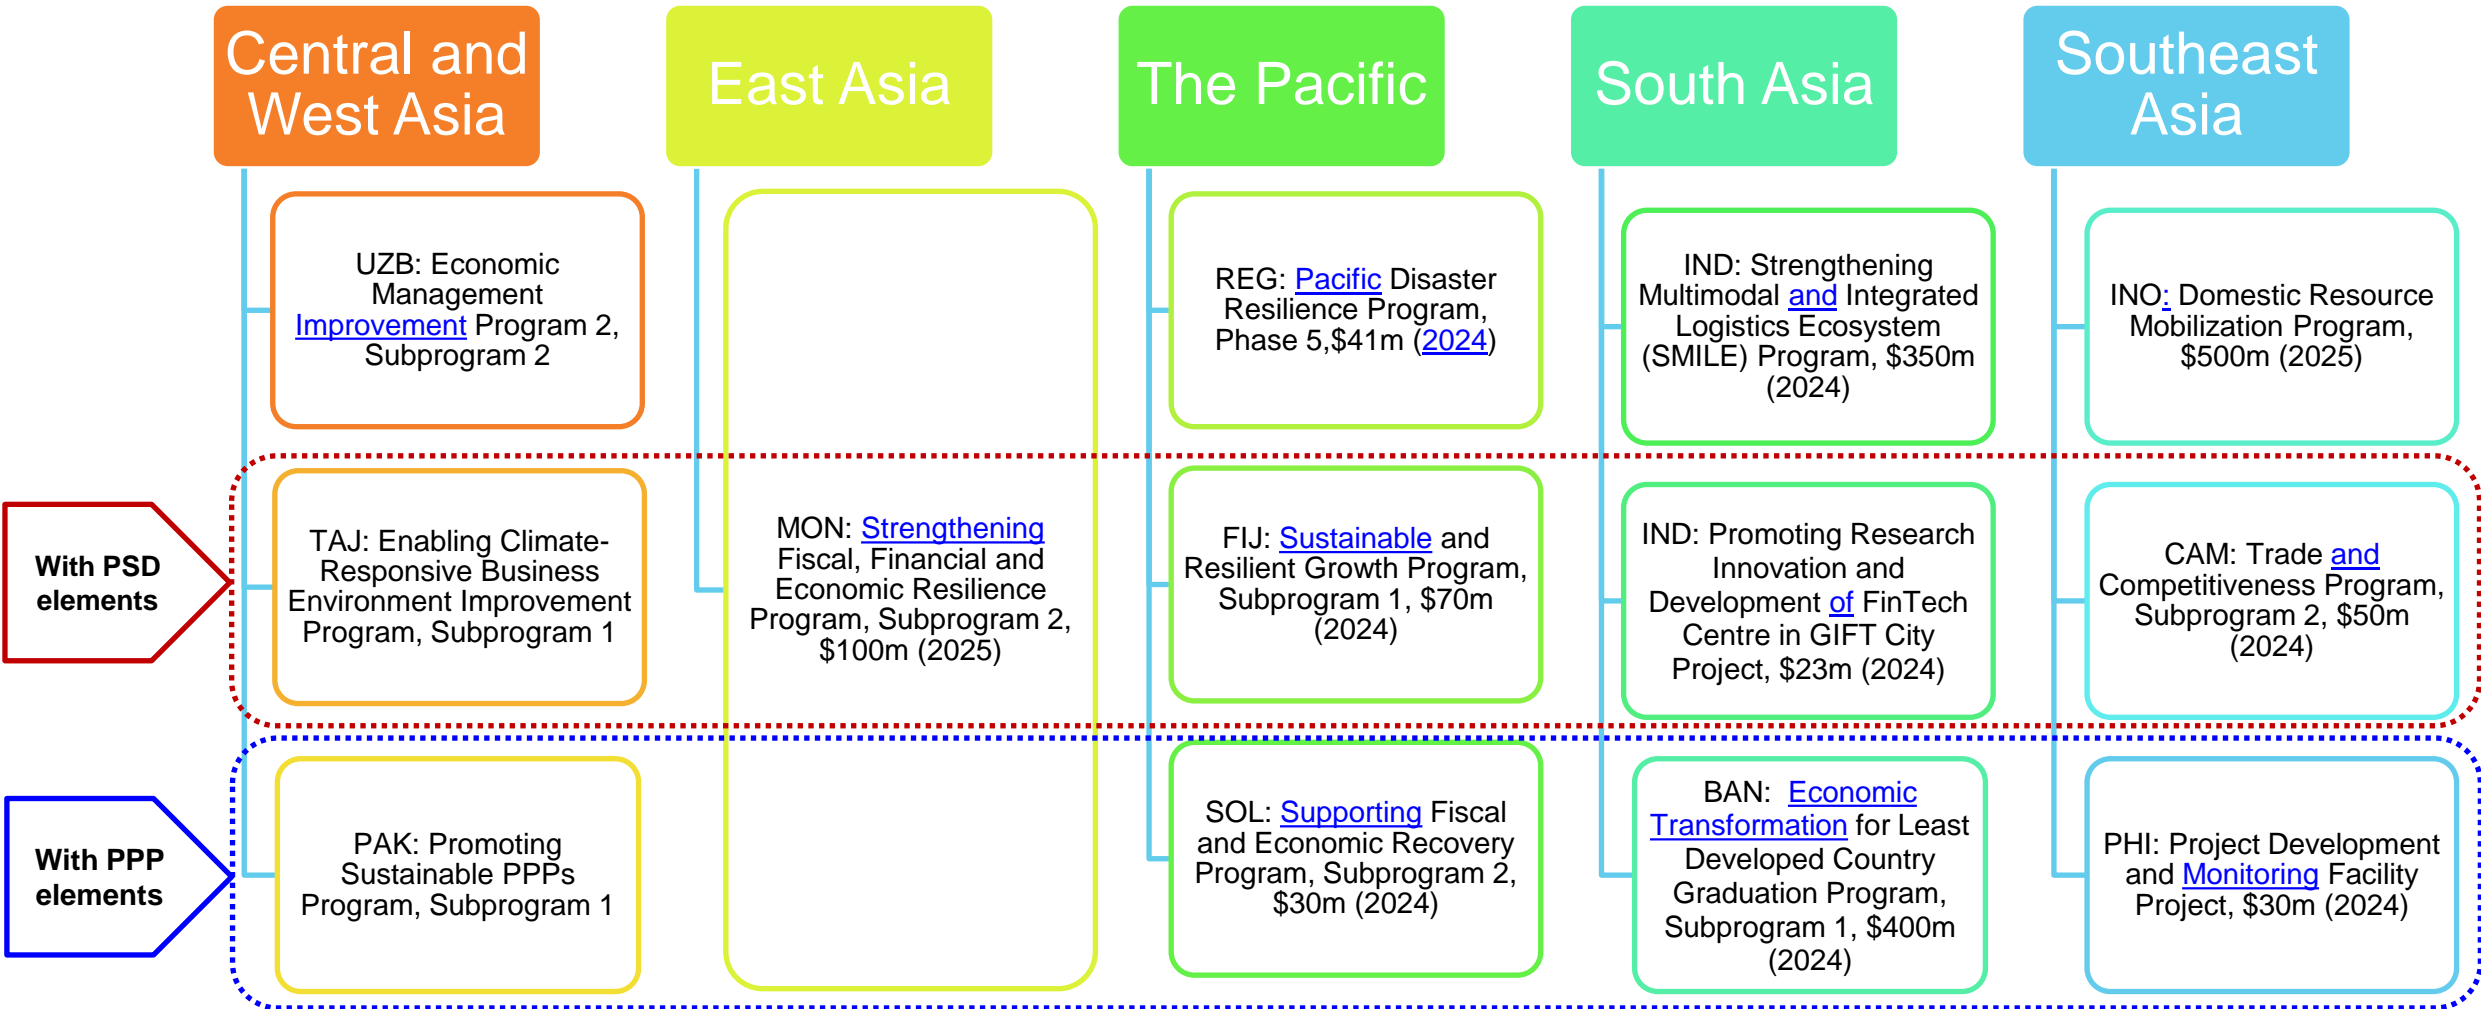 Central and
West Asia
UZB: Economic
Management
Improvement Program 2,
Subprogram 2
TAJ: Enabling Climate-
Responsive Business
Environment Improvement
Program, Subprogram 1
PAK: Promoting
Sustainable PPPs
Program, Subprogram 1
East Asia
MON: Strengthening
Fiscal, Financial and
Economic Resilience
Program, Subprogram 2,
$100m (2025)
The Pacific
REG: Pacific Disaster
Resilience Program,
Phase 5,$41m (2024)
FIJ: Sustainable and
Resilient Growth Program,
Subprogram 1, $70m
(2024)
SOL: Supporting Fiscal
and Economic Recovery
Program, Subprogram 2,
$30m (2024)
South Asia
IND: Strengthening
Multimodal and Integrated
Logistics Ecosystem
(SMILE) Program, $350m
(2024)
IND: Promoting Research
Innovation and
Development of FinTech
Centre in GIFT City
Project, $23m (2024)
BAN: Economic
Transformation for Least
Developed Country
Graduation Program,
Subprogram 1, $400m
(2024)
Southeast
Asia
INO: Domestic Resource
Mobilization Program,
$500m (2025)
CAM: Trade and
Competitiveness Program,
Subprogram 2, $50m
(2024)
PHI: Project Development
and Monitoring Facility
Project, $30m (2024)
With PSD
elements
With PPP
elements